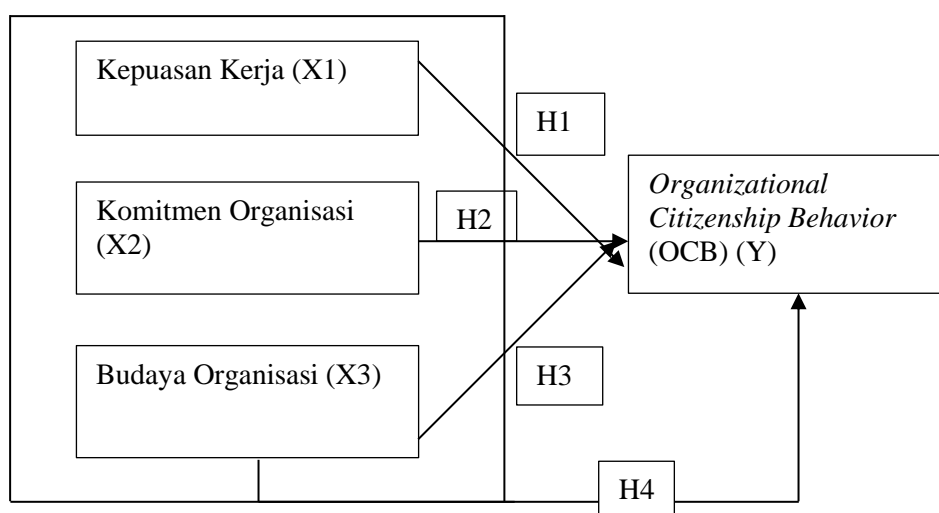 Kepuasan Kerja (X1)
H1
Organizational
Citizenship Behavior
(OCB) (Y)
Komitmen Organisasi
(X2)
H2
Budaya Organisasi (X3)
H3
H4